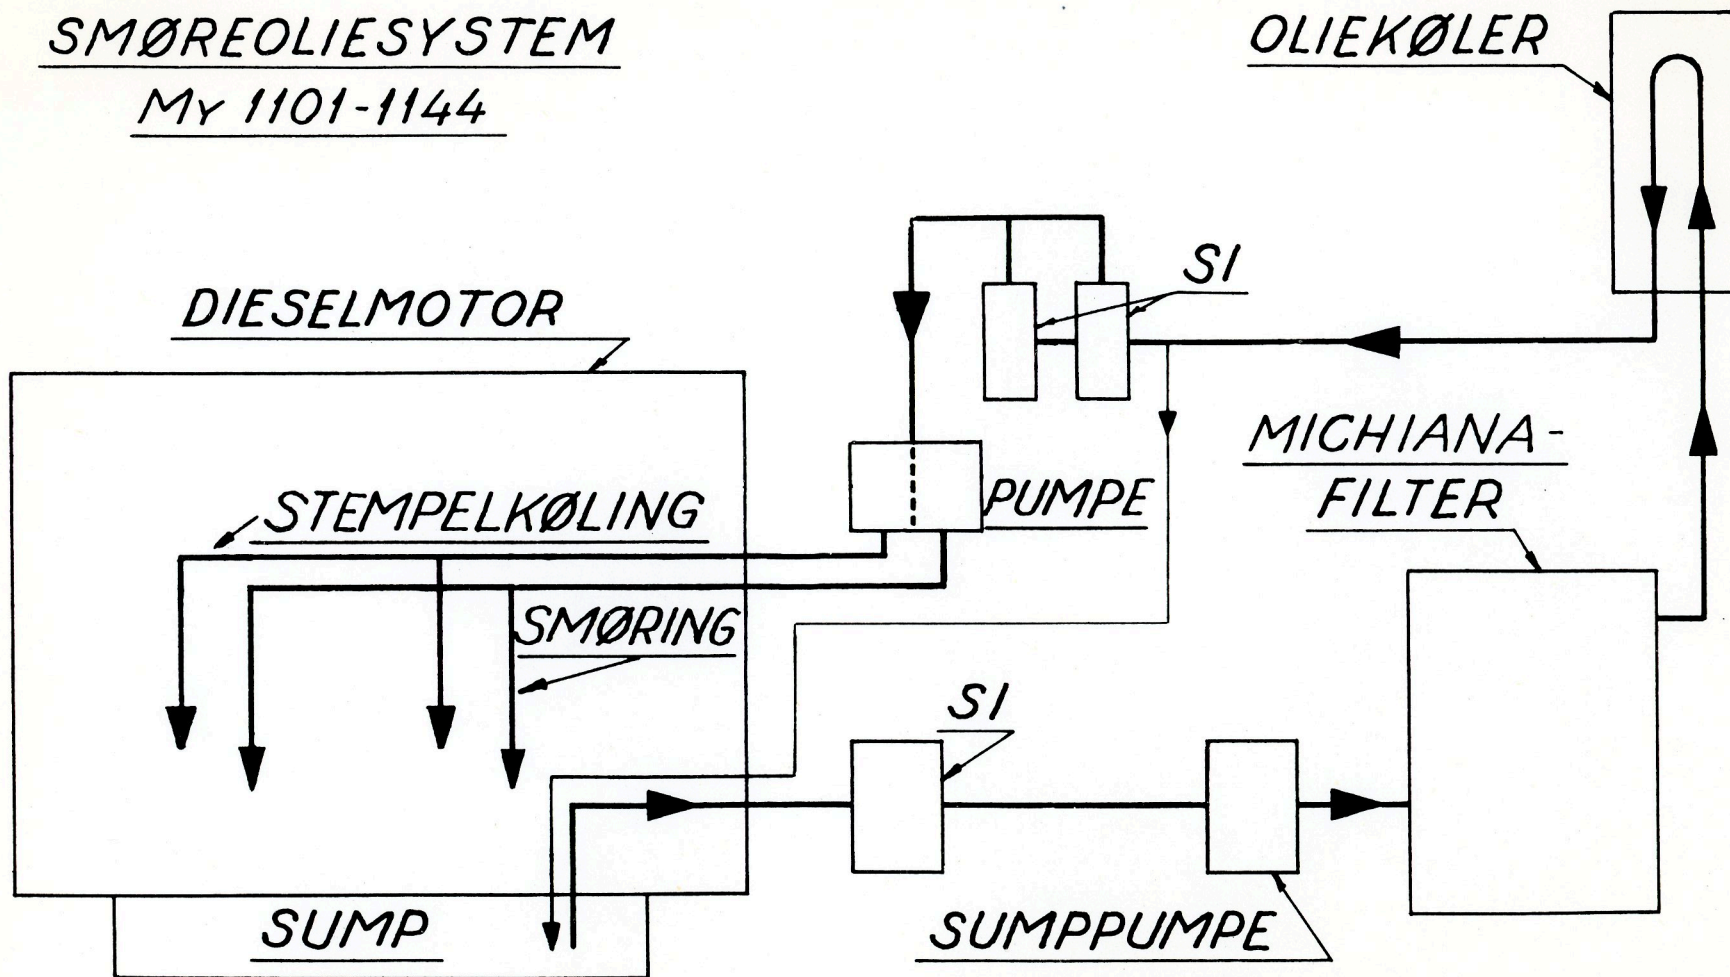 SMØREOLIESYSTEM
MY 1101-1144
OLIEKØLER
SI
DIESELMOTOR
MICHIANA-
FILTER
STEMPELKØLING
PUMPE
SMØRING
SI
SUMP
SUMPPUMPE